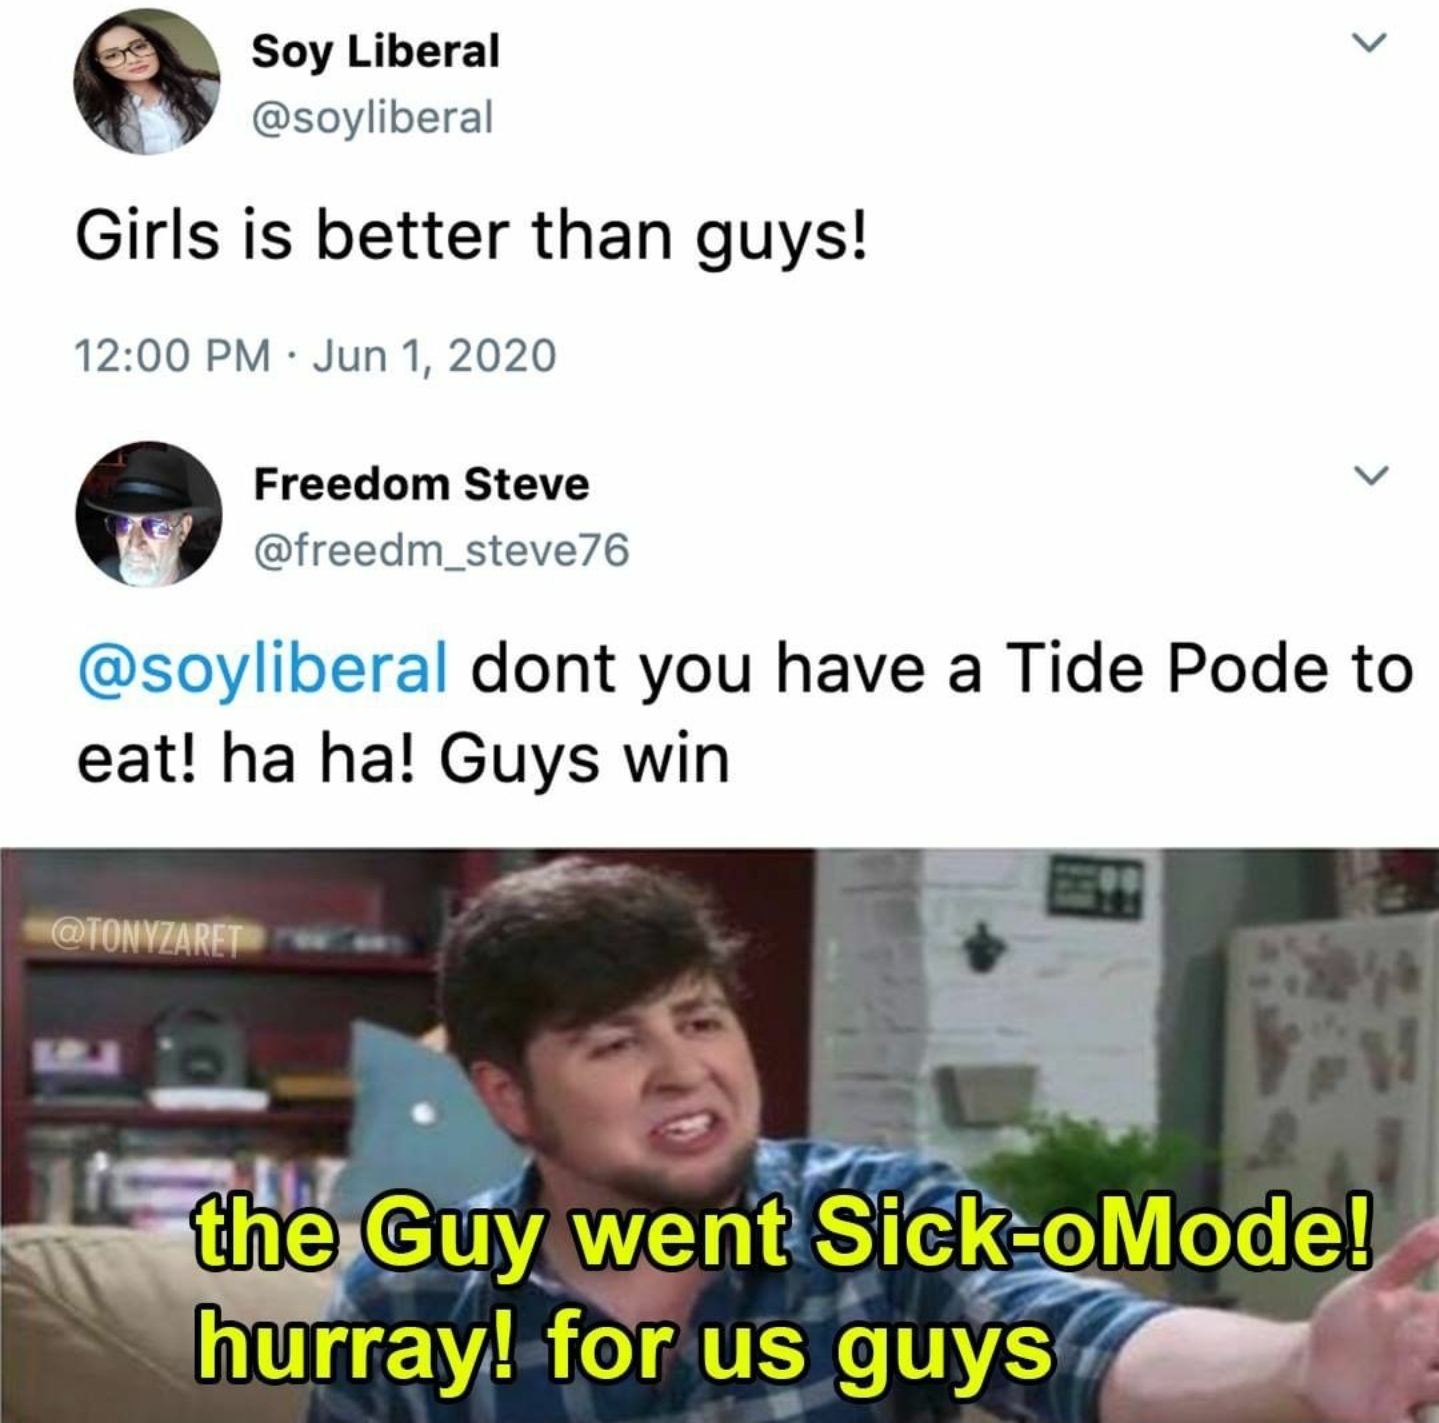 Soy Liberal
@soyliberal
Girls is better than guys!
12:00 PM · Jun 1, 2020
Freedom Steve
@freedm_steve76
@soyliberal dont you have a Tide Pode to
eat! ha ha! Guys win
@TONYZARET
the Guy went Sick-oMode!
hurray! for us guys